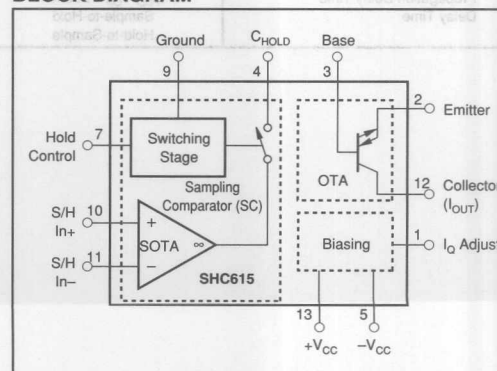 BLOCK DIAGRAM
Delay Time
Sample-to-Hold
Hold-to-Sample
Ground
C_HOLD
Base
9
4
3
2
Emitter
Hold Control
7
Switching Stage
Sampling Comparator (SC)
OTA
12
Collector (I_OUT)
S/H In+
10
+
SOTA
∞
S/H In–
11
–
SHC615
Biasing
1
I_Q Adjust
13
5
+V_CC
–V_CC